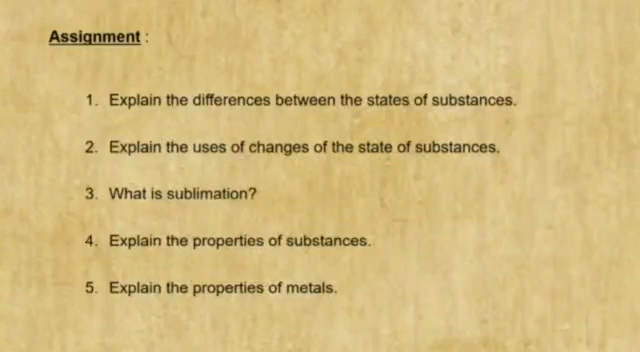 Assignment :
1. Explain the differences between the states of substances.
2. Explain the uses of changes of the state of substances.
3. What is sublimation?
4. Explain the properties of substances.
5. Explain the properties of metals.